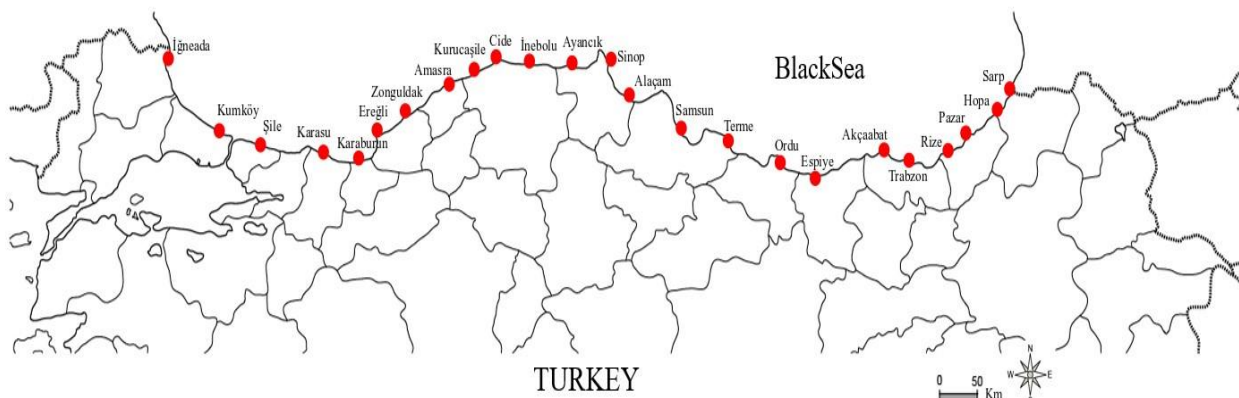 İğneada
Kumköy
Şile
Karasu
Karaburun
Ereğli
Zonguldak
Amasra
Kurucaşile
Cide
İnebolu
Ayancık
Sinop
Alaçam
Samsun
Terme
Ordu
Espiye
Akçaabat
Trabzon
Rize
Pazar
Hopa
Sarp
BlackSea
TURKEY
0 50
Km
N
W E
S